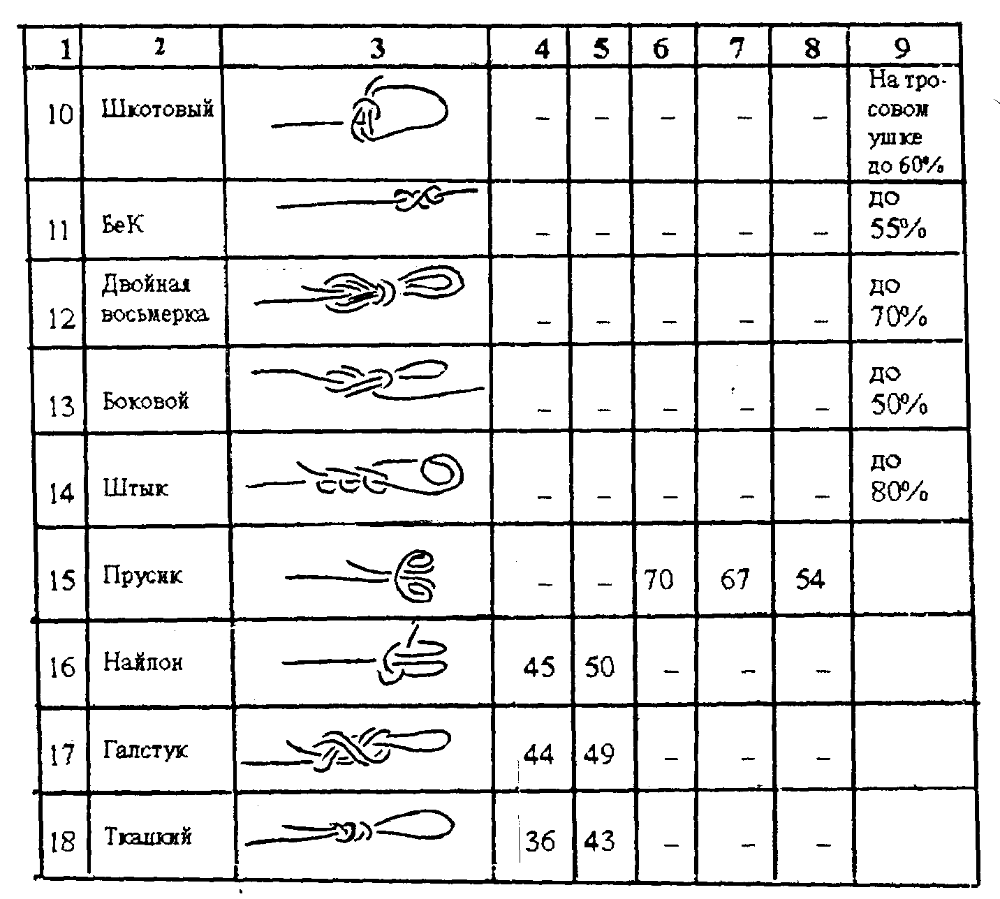 1 2 3 4 5 6 7 8 9
10 Шкотовый – – – – – На тро-
совом
ушке
до 60%
11 БеК – – – – – до
55%
12 Двойная
восьмерка – – – – – до
70%
13 Боковой – – – – – до
50%
14 Штык – – – – – до
80%
15 Прусик – – 70 67 54
16 Найлон 45 50 – – –
17 Галстук 44 49 – – –
18 Ткацкий 36 43 – – –